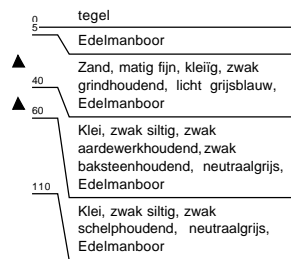 0
tegel
5
Edelmanboor
Zand, matig fijn, kleiïg, zwak
grindhoudend, licht grijsblauw,
Edelmanboor
40
60
Klei, zwak siltig, zwak
aardewerkhoudend, zwak
baksteenhoudend, neutraalgrijs,
Edelmanboor
110
Klei, zwak siltig, zwak
schelphoudend, neutraalgrijs,
Edelmanboor